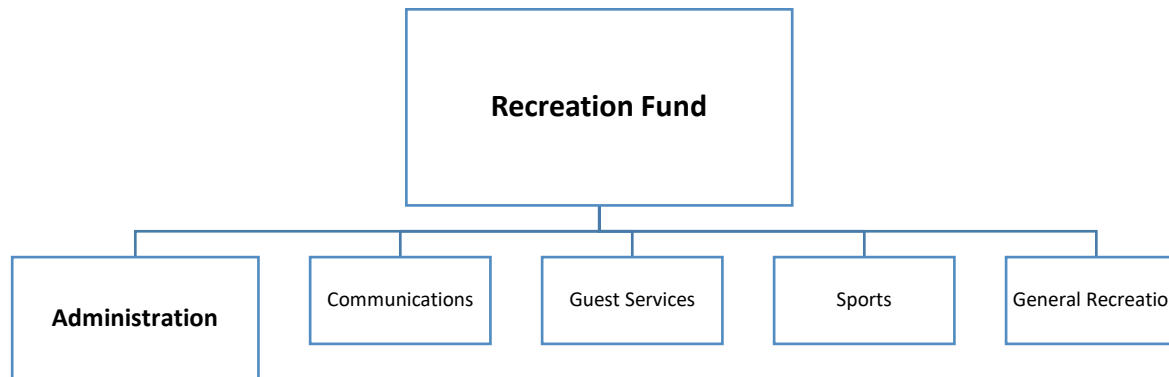 Recreation Fund
Administration
Communications
Guest Services
Sports
General Recreatio